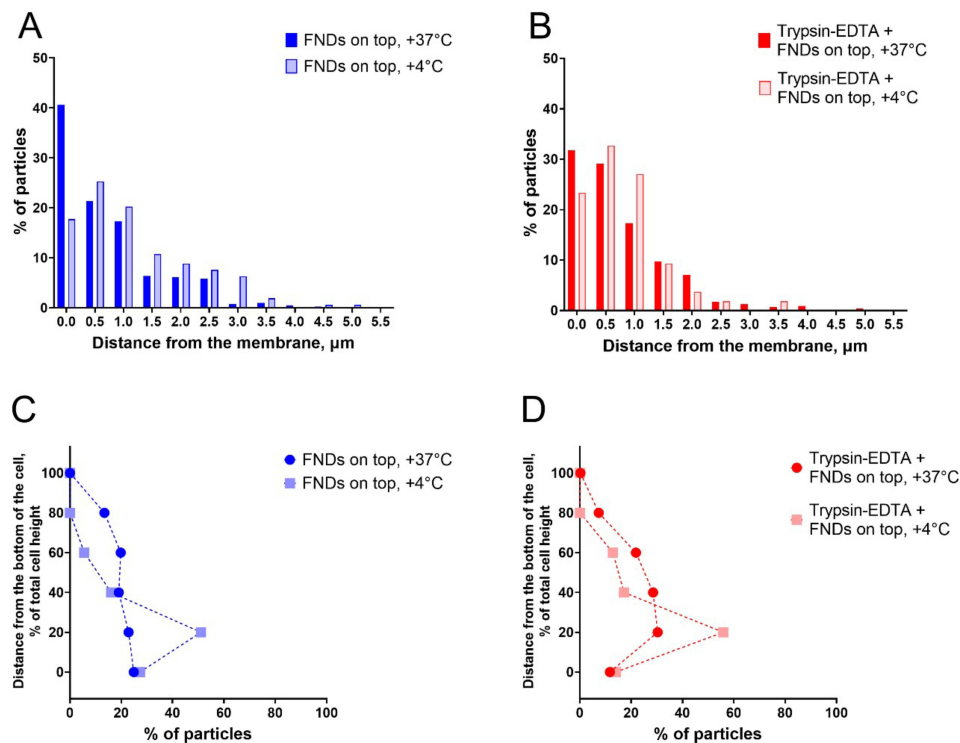 A
FNDs on top, +37°C
FNDs on top, +4°C
50
40
30
20
10
0
% of particles
0.0 0.5 1.0 1.5 2.0 2.5 3.0 3.5 4.0 4.5 5.0 5.5
Distance from the membrane, µm
B
Trypsin-EDTA +
FNDs on top, +37°C
Trypsin-EDTA +
FNDs on top, +4°C
50
40
30
20
10
0
% of particles
0.0 0.5 1.0 1.5 2.0 2.5 3.0 3.5 4.0 4.5 5.0 5.5
Distance from the membrane, µm
C
FNDs on top, +37°C
FNDs on top, +4°C
Distance from the bottom of the cell,
% of total cell height
100
80
60
40
20
0
0 20 40 60 80 100
% of particles
D
Trypsin-EDTA +
FNDs on top, +37°C
Trypsin-EDTA +
FNDs on top, +4°C
Distance from the bottom of the cell,
% of total cell height
100
80
60
40
20
0
0 20 40 60 80 100
% of particles